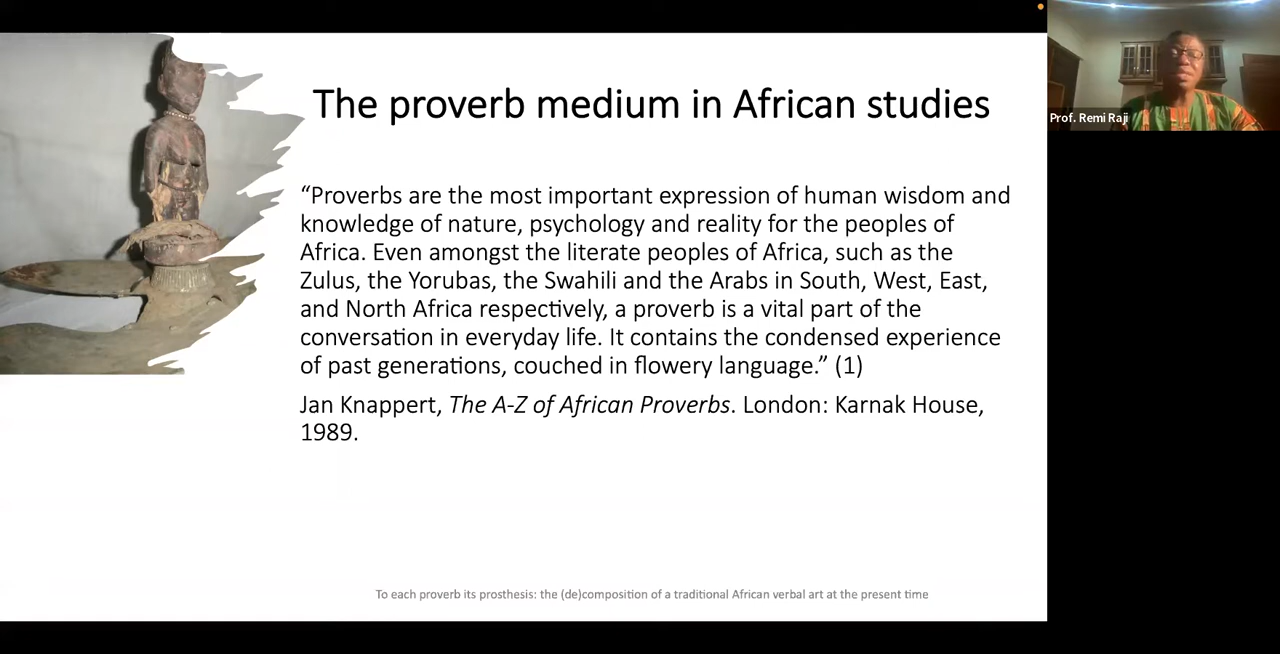 The proverb medium in African studies
“Proverbs are the most important expression of human wisdom and
knowledge of nature, psychology and reality for the peoples of
Africa. Even amongst the literate peoples of Africa, such as the
Zulus, the Yorubas, the Swahili and the Arabs in South, West, East,
and North Africa respectively, a proverb is a vital part of the
conversation in everyday life. It contains the condensed experience
of past generations, couched in flowery language.” (1)
Jan Knappert, The A-Z of African Proverbs. London: Karnak House,
1989.
To each proverb its prosthesis: the (de)composition of a traditional African verbal art at the present time
Prof. Remi Raji